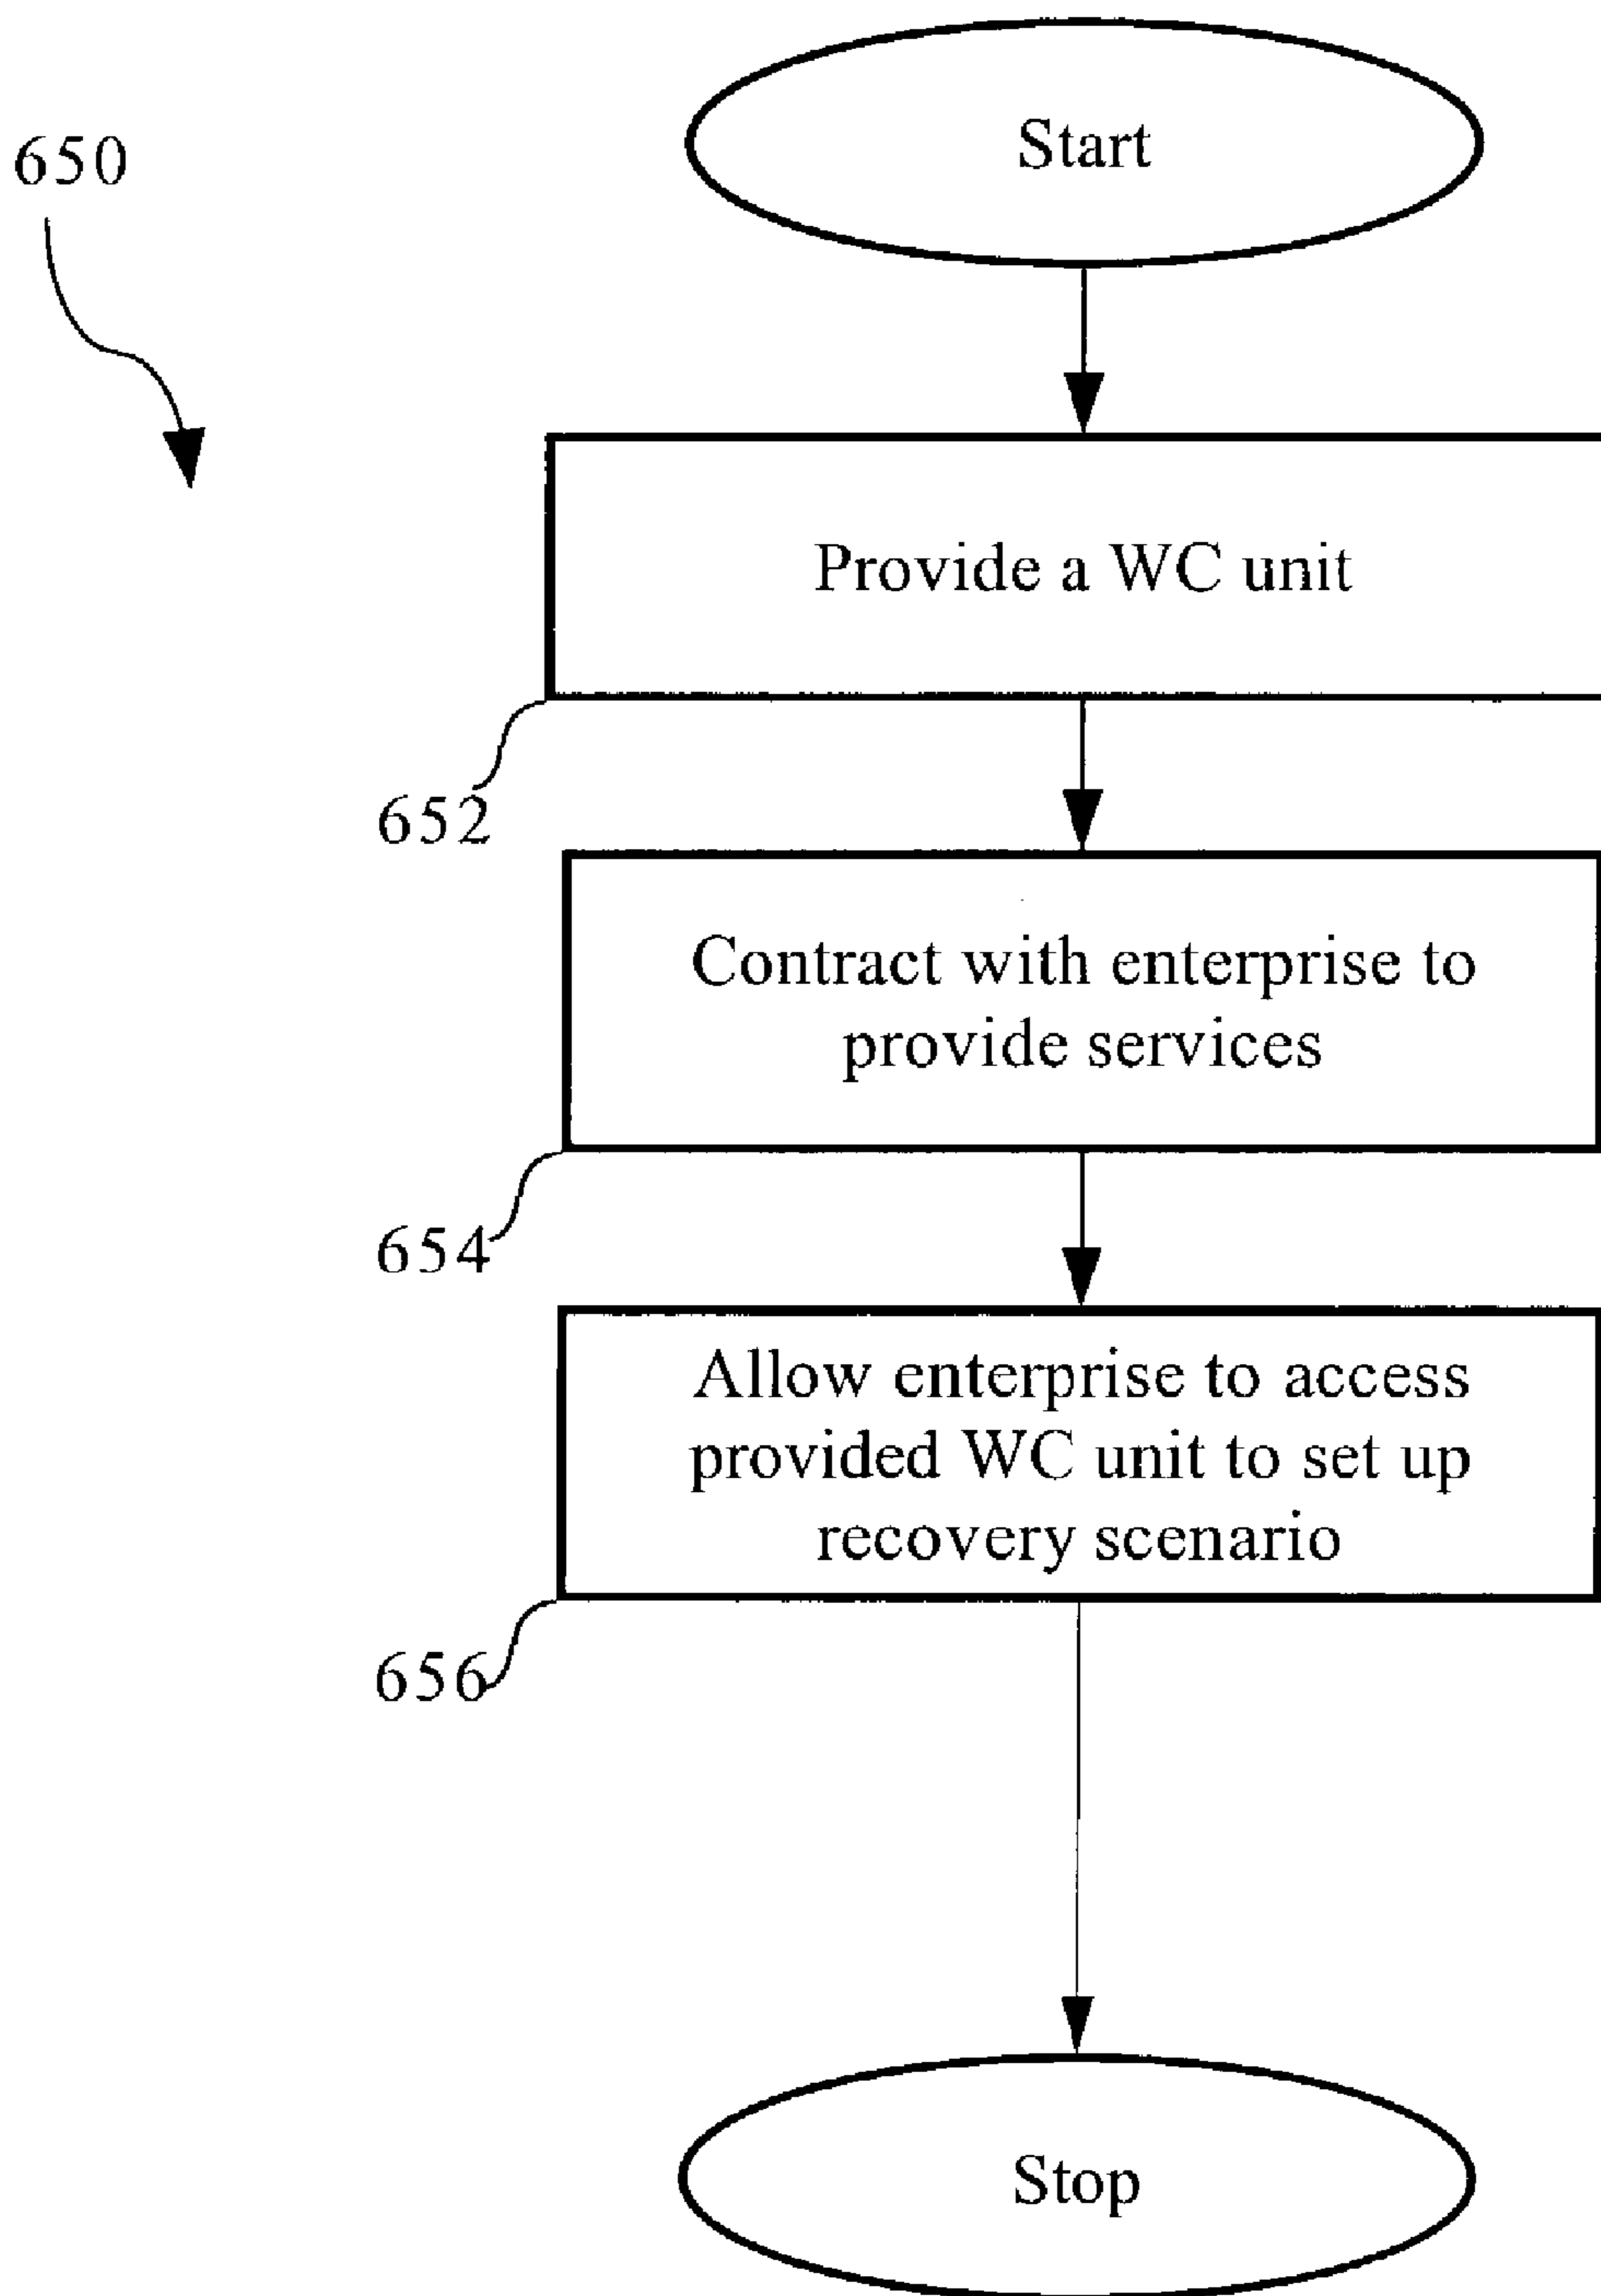 650
Start
Provide a WC unit
652
Contract with enterprise to
provide services
654
Allow enterprise to access
provided WC unit to set up
recovery scenario
656
Stop